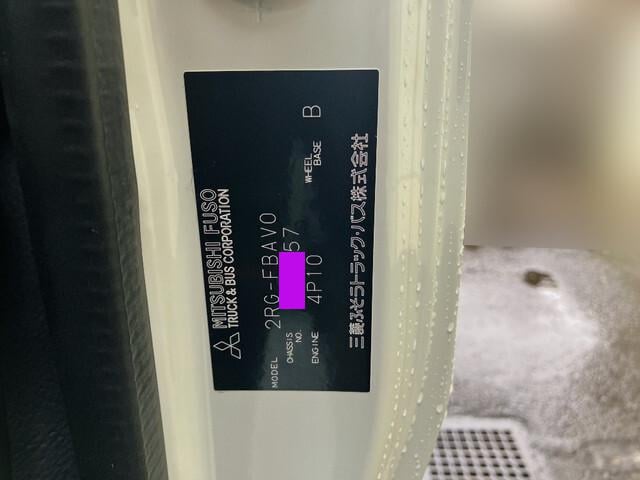 MITSUBISHI FUSO
TRUCK & BUS CORPORATION
MODEL 2RG-FBAV0
CHASSIS NO. 57
ENGINE 4P10 WHEEL BASE B
三菱ふそうトラック・バス株式会社